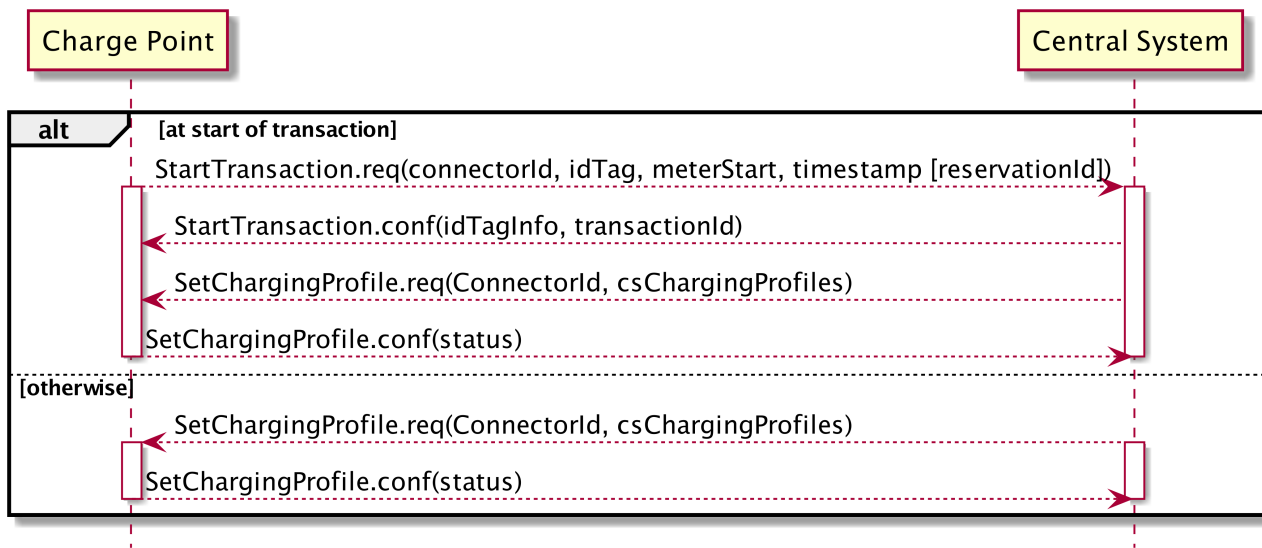 Charge Point
Central System
alt
[at start of transaction]
StartTransaction.req(connectorId, idTag, meterStart, timestamp [reservationId])
StartTransaction.conf(idTagInfo, transactionId)
SetChargingProfile.req(ConnectorId, csChargingProfiles)
SetChargingProfile.conf(status)
[otherwise]
SetChargingProfile.req(ConnectorId, csChargingProfiles)
SetChargingProfile.conf(status)